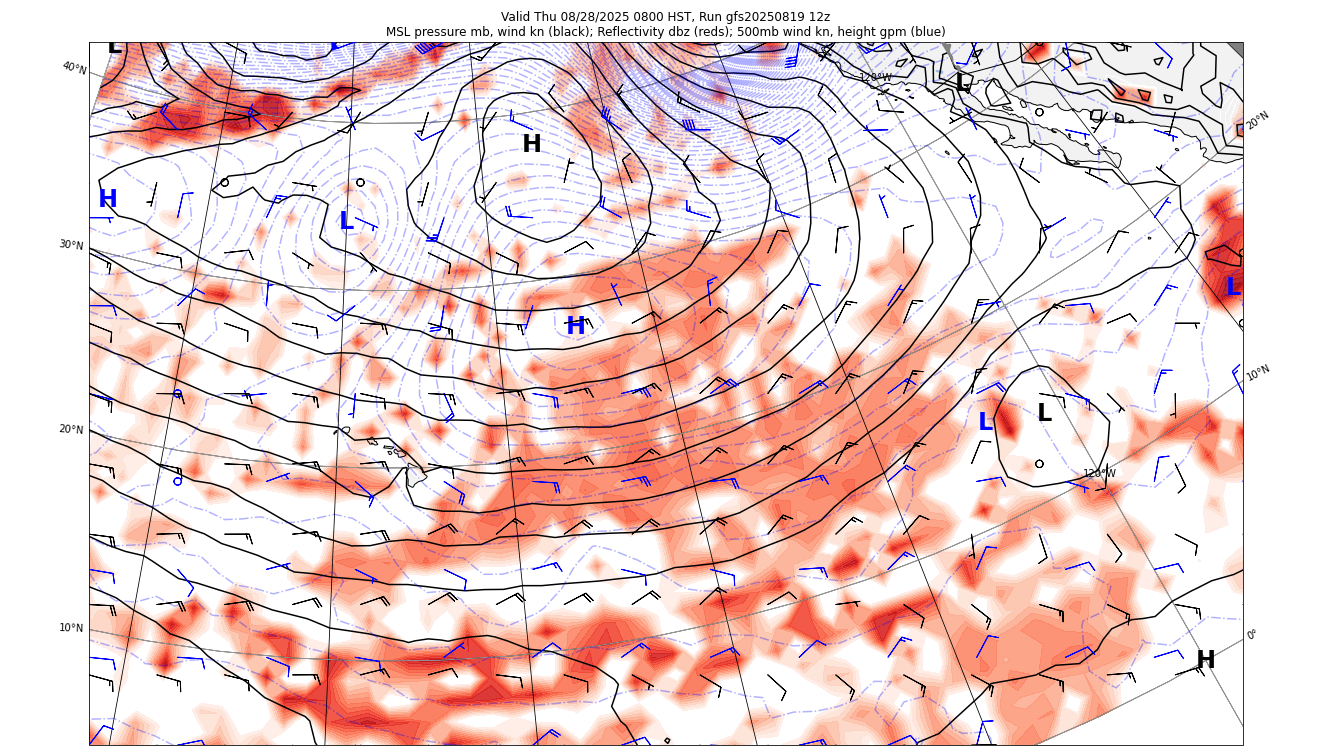 Valid Thu 08/28/2025 0800 HST, Run gfs20250819 12z
MSL pressure mb, wind kn (black); Reflectivity dbz (reds); 500mb wind kn, height gpm (blue)
L
40°N
120°W
L
20°N
H
H
L
30°N
L
H
10°N
L
L
20°N
120°W
10°N
0°
H